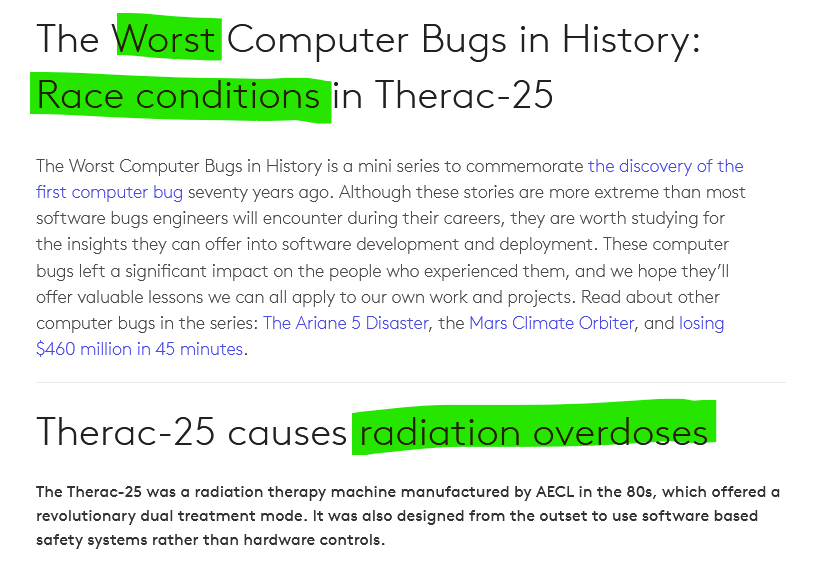 The Worst Computer Bugs in History:
Race conditions in Therac-25
The Worst Computer Bugs in History is a mini series to commemorate the discovery of the
first computer bug seventy years ago. Although these stories are more extreme than most
software bugs engineers will encounter during their careers, they are worth studying for
the insights they can offer into software development and deployment. These computer
bugs left a significant impact on the people who experienced them, and we hope they’ll
offer valuable lessons we can all apply to our own work and projects. Read about other
computer bugs in the series: The Ariane 5 Disaster, the Mars Climate Orbiter, and losing
$460 million in 45 minutes.
Therac-25 causes radiation overdoses
The Therac-25 was a radiation therapy machine manufactured by AECL in the 80s, which offered a
revolutionary dual treatment mode. It was also designed from the outset to use software based
safety systems rather than hardware controls.